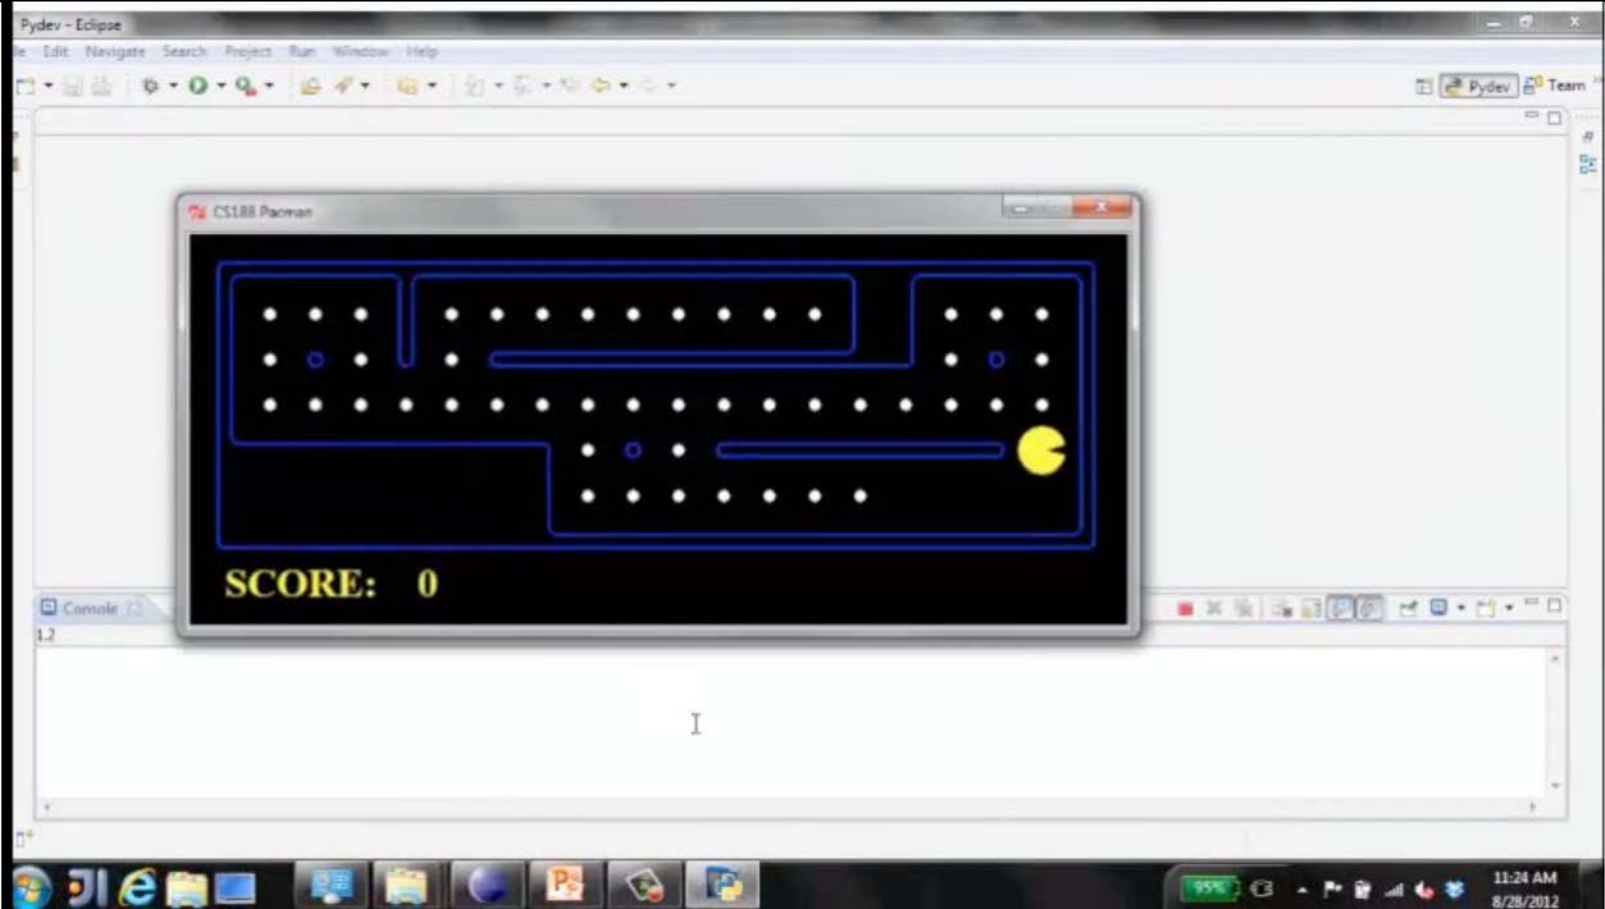 Pydev - Eclipse
Edit Navigate Search Project Run Window Help
Pydev Team
CS188 Pacman
SCORE: 0
Console
1.2
95%
11:24 AM
8/28/2012